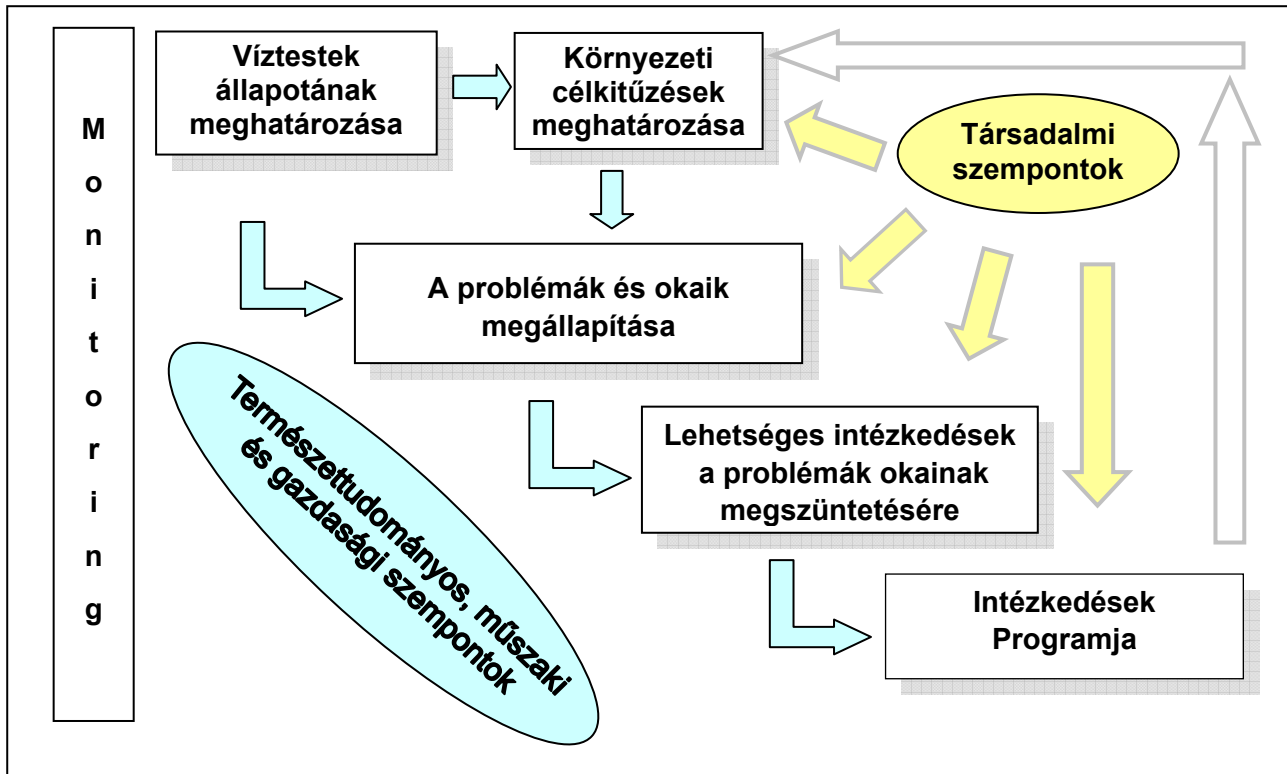 Monitoring
Víztestek
állapotának
meghatározása
Környezeti
célkitűzések
meghatározása
Társadalmi
szempontok
A problémák és okaik
megállapítása
Természettudományos, műszaki
és gazdasági szempontok
Lehetséges intézkedések
a problémák okainak
megszüntetésére
Intézkedések
Programja